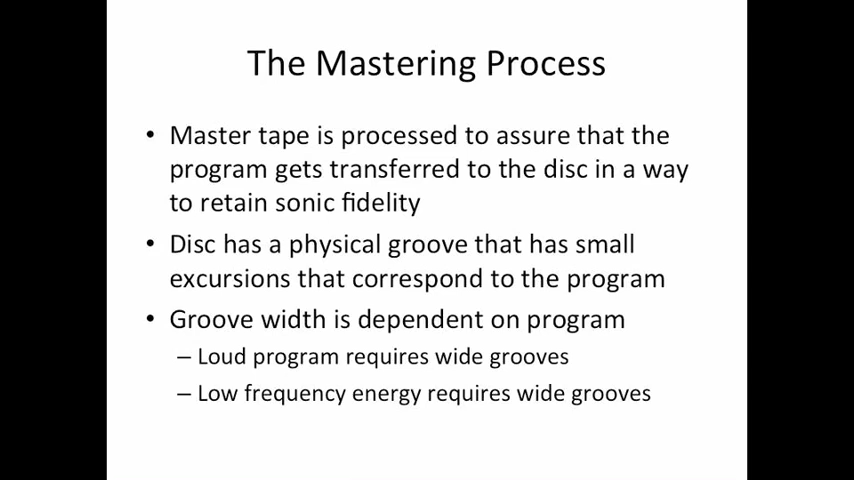 The Mastering Process
• Master tape is processed to assure that the
program gets transferred to the disc in a way
to retain sonic fidelity
• Disc has a physical groove that has small
excursions that correspond to the program
• Groove width is dependent on program
– Loud program requires wide grooves
– Low frequency energy requires wide grooves